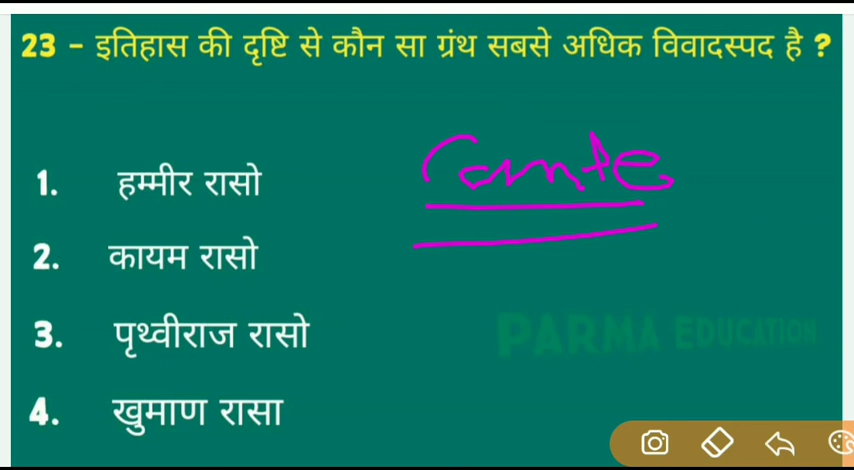 23 - इतिहास की दृष्टि से कौन सा ग्रंथ सबसे अधिक विवादस्पद है ?
1. हम्मीर रासो
2. कायम रासो
3. पृथ्वीराज रासो
PARMA EDUCATION
4. खुमाण रासा